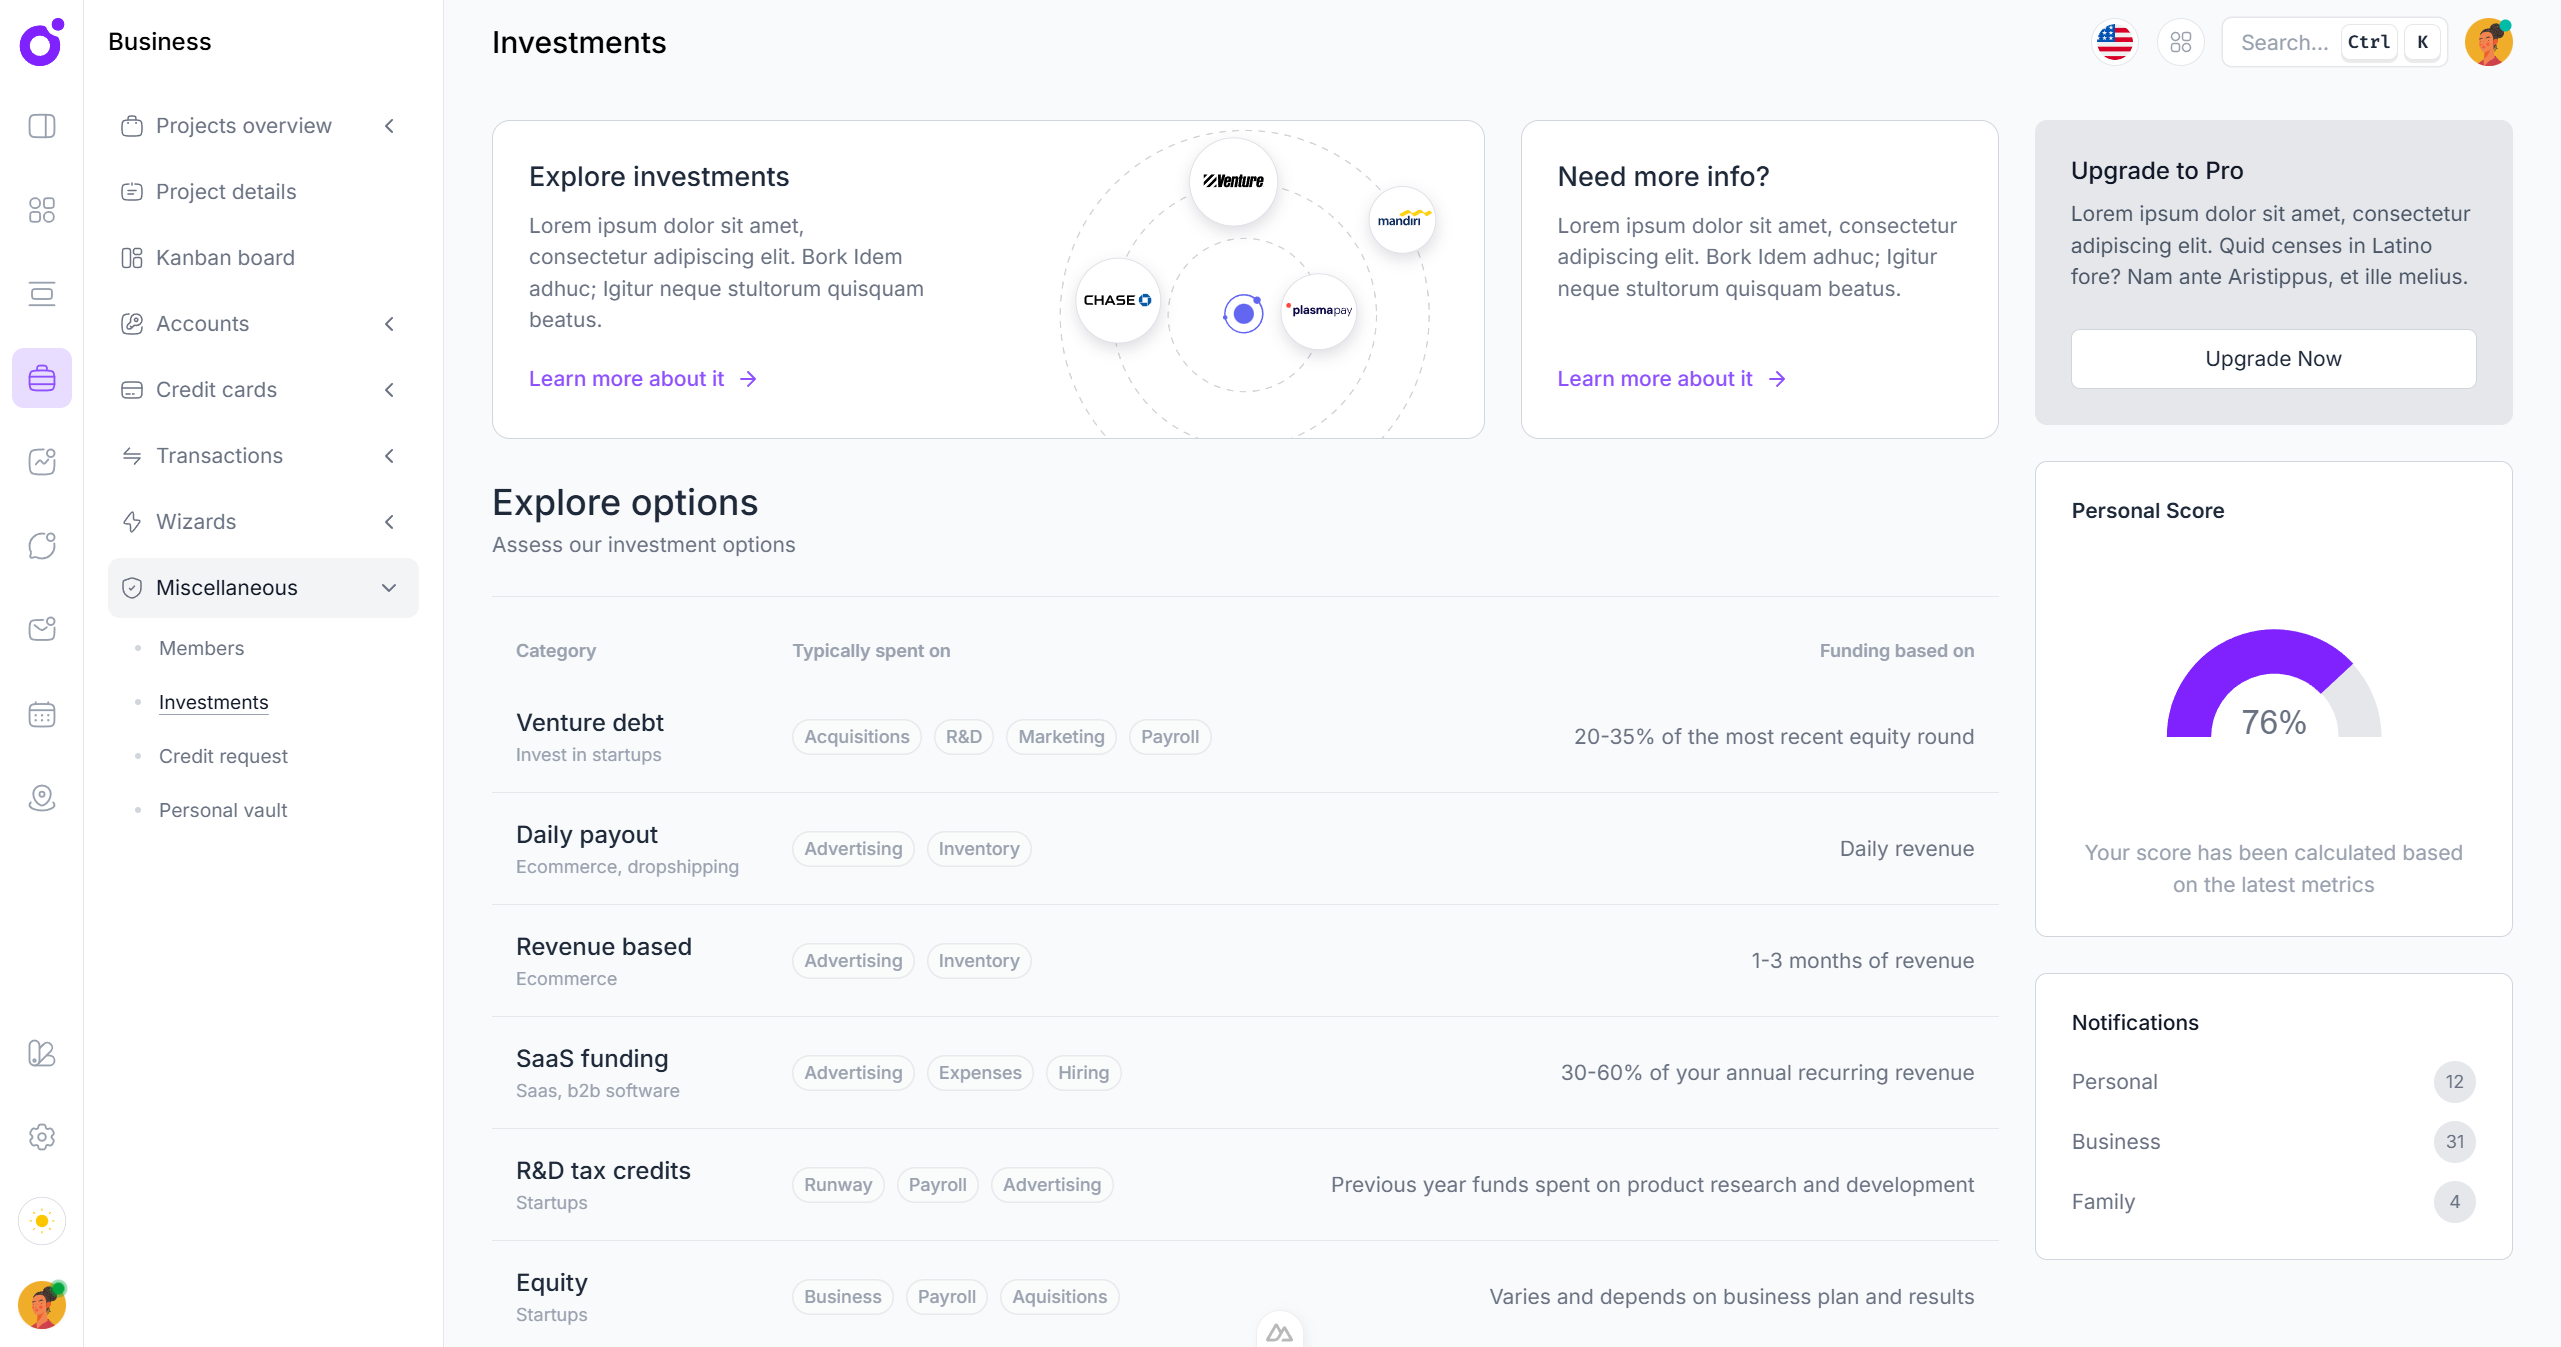 Business
Projects overview
Project details
Kanban board
Accounts
Credit cards
Transactions
Wizards
Miscellaneous
Members
Investments
Credit request
Personal vault
Investments
Search...
Ctrl
K
Explore investments
Lorem ipsum dolor sit amet,
consectetur adipiscing elit. Bork Idem
adhuc; Igitur neque stultorum quisquam
beatus.
Learn more about it
Venture
mandiri
CHASE
plasmapay
Need more info?
Lorem ipsum dolor sit amet, consectetur
adipiscing elit. Bork Idem adhuc; Igitur
neque stultorum quisquam beatus.
Learn more about it
Upgrade to Pro
Lorem ipsum dolor sit amet, consectetur
adipiscing elit. Quid censes in Latino
fore? Nam ante Aristippus, et ille melius.
Upgrade Now
Explore options
Assess our investment options
Category Typically spent on Funding based on
Venture debt
Invest in startups
Acquisitions R&D Marketing Payroll
20-35% of the most recent equity round
Daily payout
Ecommerce, dropshipping
Advertising Inventory
Daily revenue
Revenue based
Ecommerce
Advertising Inventory
1-3 months of revenue
SaaS funding
Saas, b2b software
Advertising Expenses Hiring
30-60% of your annual recurring revenue
R&D tax credits
Startups
Runway Payroll Advertising
Previous year funds spent on product research and development
Equity
Startups
Business Payroll Aquisitions
Varies and depends on business plan and results
Personal Score
76%
Your score has been calculated based
on the latest metrics
Notifications
Personal 12
Business 31
Family 4